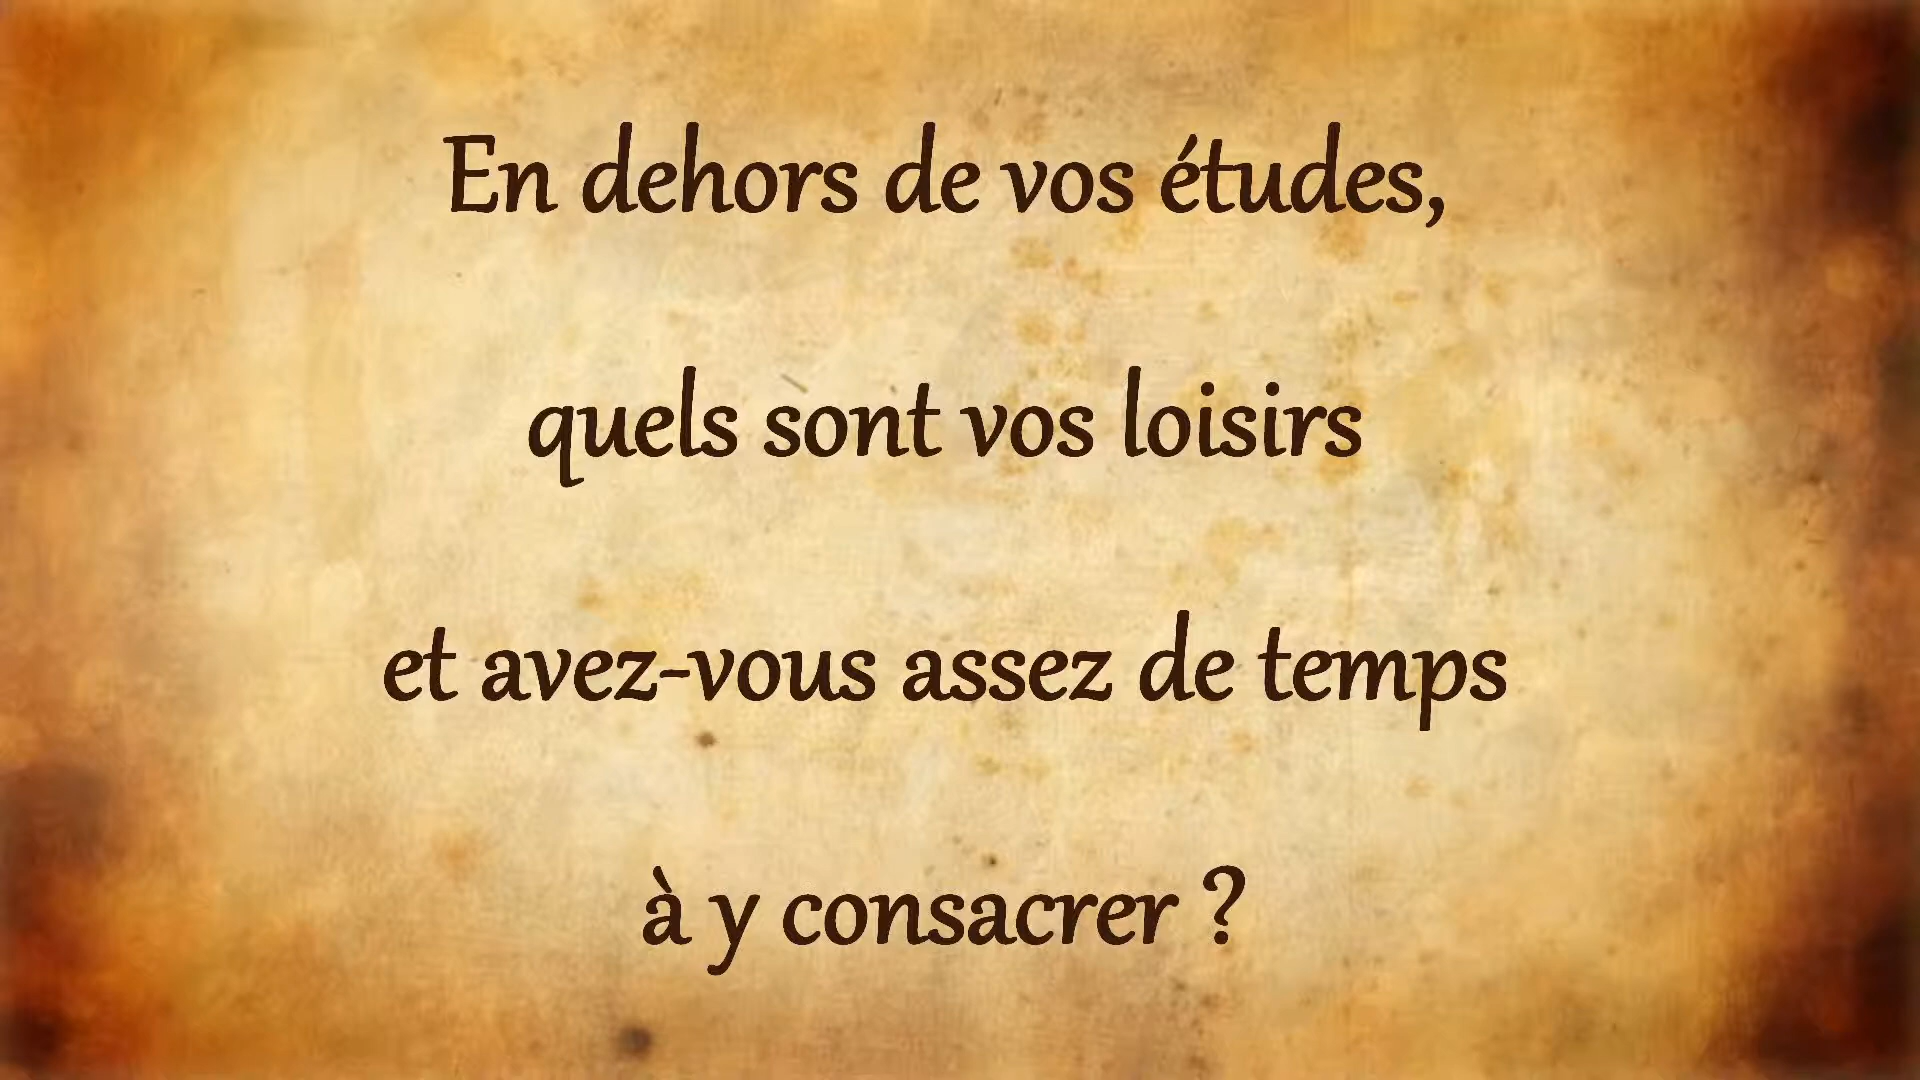 En dehors de vos études,
quels sont vos loisirs
et avez-vous assez de temps
à y consacrer ?